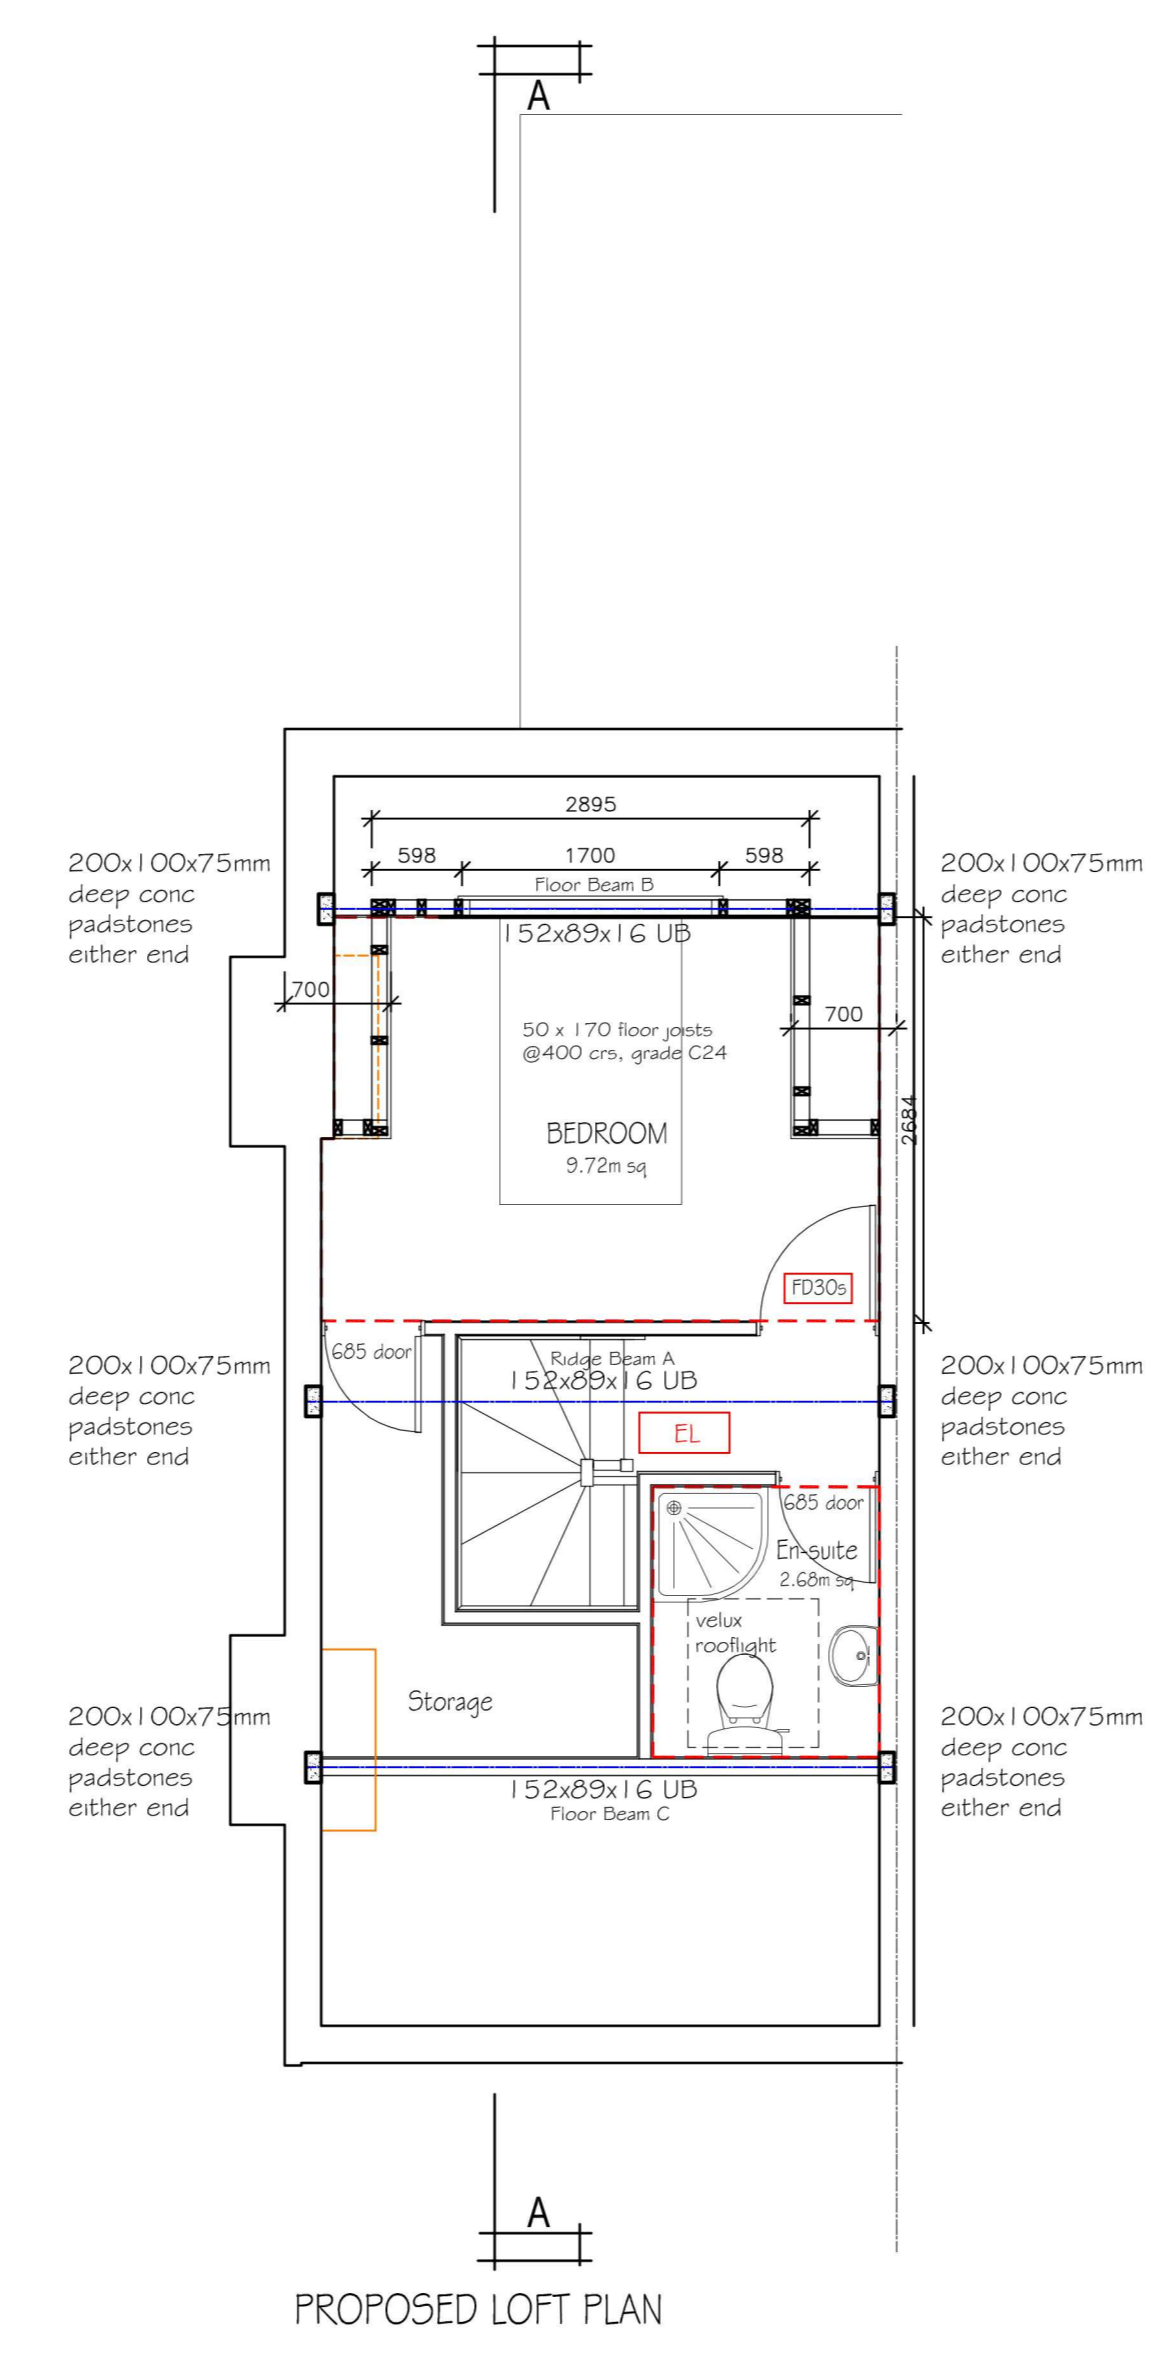 A
2895
598 1700 598
Floor Beam B
200x100x75mm
deep conc
padstones
either end
200x100x75mm
deep conc
padstones
either end
152x89x16 UB
700
700
50 x 170 floor joists
@400 crs, grade C24
2684
BEDROOM
9.72m sq
FD30s
685 door
Ridge Beam A
152x89x16 UB
200x100x75mm
deep conc
padstones
either end
200x100x75mm
deep conc
padstones
either end
EL
685 door
En-suite
2.68m sq
velux
rooflight
Storage
200x100x75mm
deep conc
padstones
either end
200x100x75mm
deep conc
padstones
either end
152x89x16 UB
Floor Beam C
A
PROPOSED LOFT PLAN